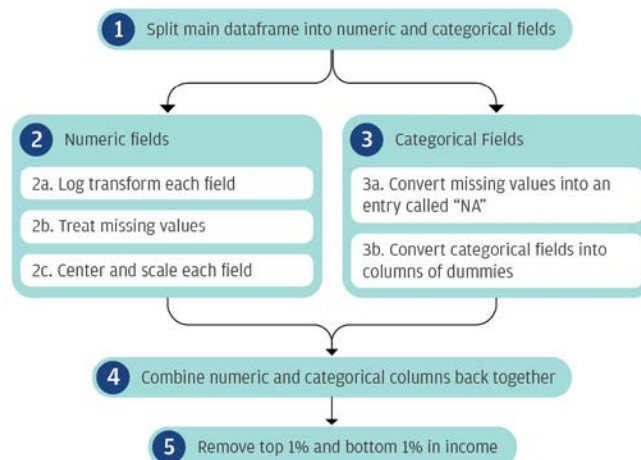 1 Split main dataframe into numeric and categorical fields
2 Numeric fields
2a. Log transform each field
2b. Treat missing values
2c. Center and scale each field
3 Categorical Fields
3a. Convert missing values into an
entry called “NA”
3b. Convert categorical fields into
columns of dummies
4 Combine numeric and categorical columns back together
5 Remove top 1% and bottom 1% in income